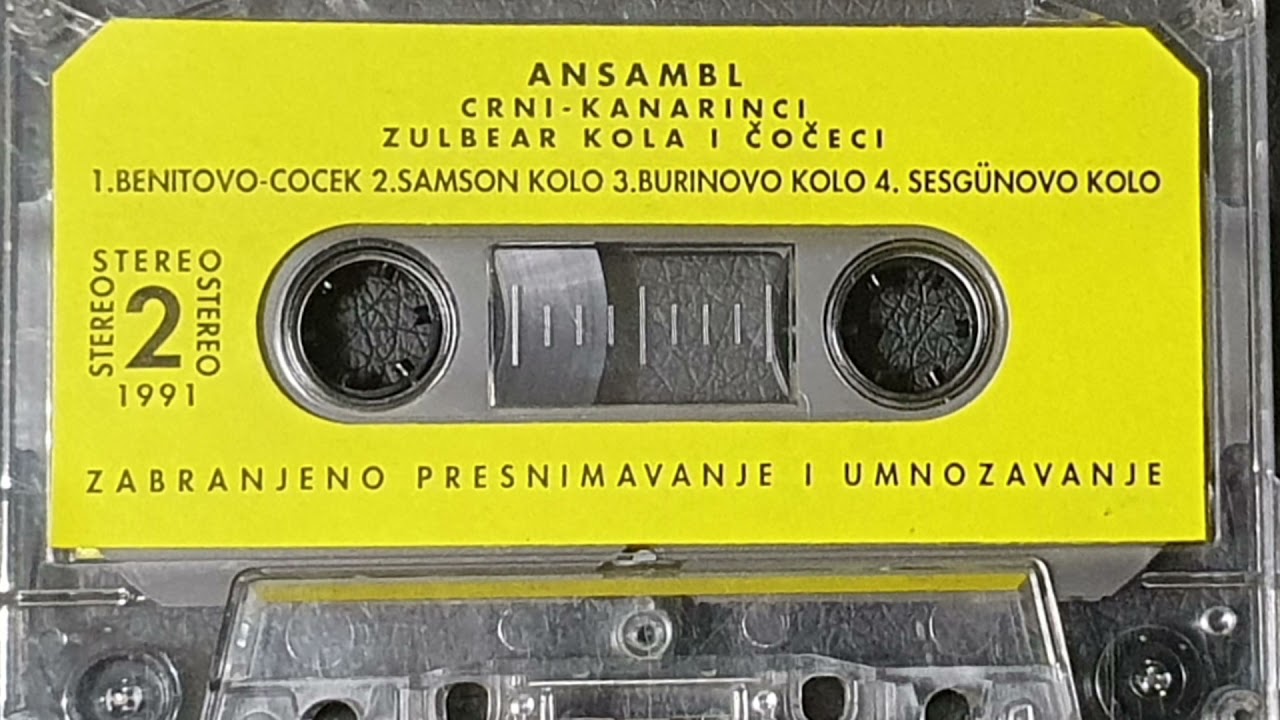 ANSAMBL
CRNI-KANARINCI
ZULBEAR KOLA I ČOČECI
1.BENITOVO-COCEK 2.SAMSON KOLO 3.BURINOVO KOLO 4. SESGÜNOVO KOLO
STEREO
STEREO
2
STEREO
1991
ZABRANJENO PRESNIMAVANJE I UMNOZAVANJE